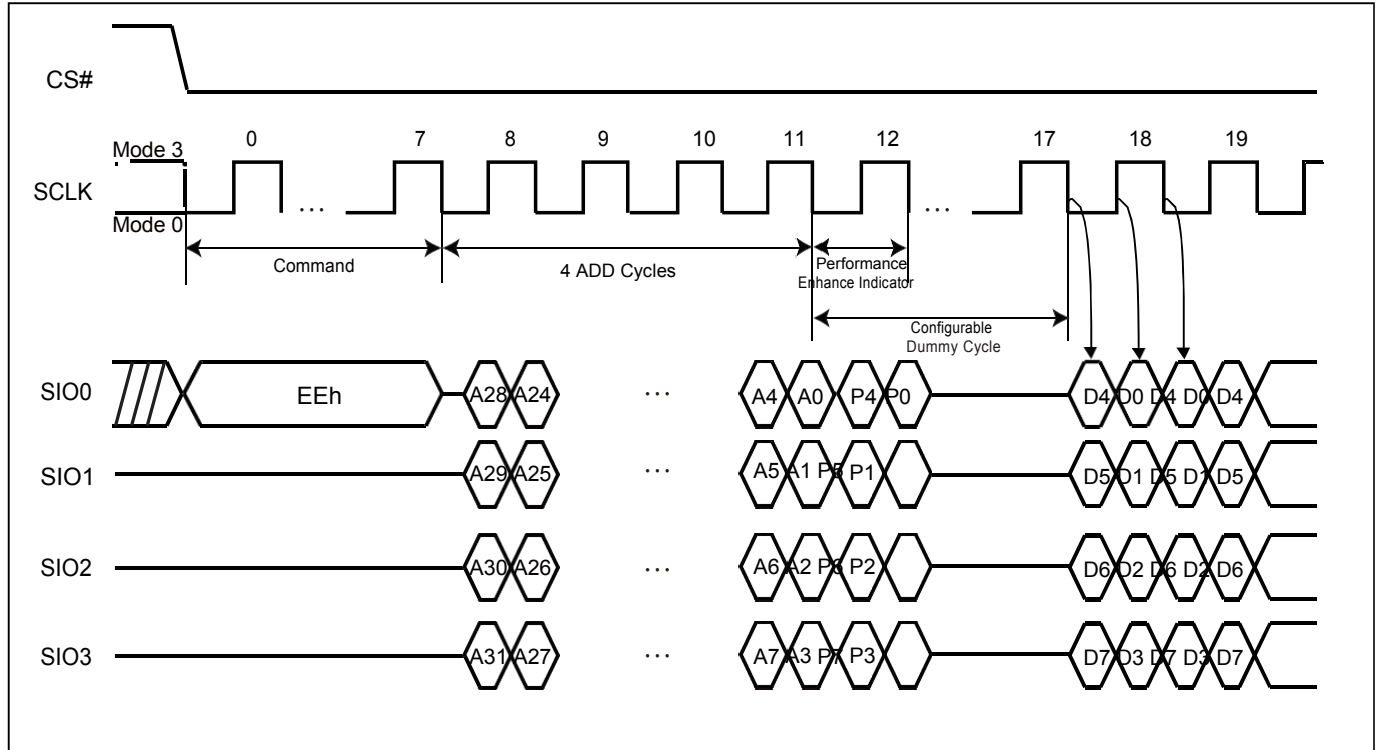 CS#
0 7 8 9 10 11 12 17 18 19
Mode 3
SCLK ... ...
Mode 0
Command
4 ADD Cycles
Performance
Enhance Indicator
Configurable
Dummy Cycle
SIO0 EEh A28 A24 ... A4 A0 P4 P0 D4 D0 D4 D0 D4
SIO1 A29 A25 ... A5 A1 P5 P1 D5 D1 D5 D1 D5
SIO2 A30 A26 ... A6 A2 P6 P2 D6 D2 D6 D2 D6
SIO3 A31 A27 ... A7 A3 P7 P3 D7 D3 D7 D3 D7